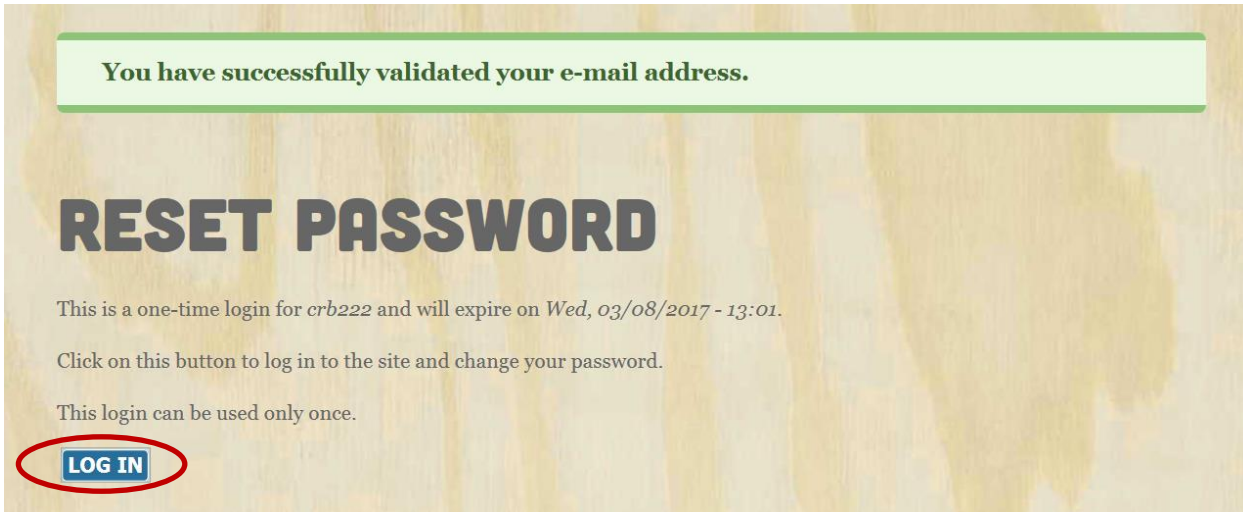 You have successfully validated your e-mail address.
RESET PASSWORD
This is a one-time login for crb222 and will expire on Wed, 03/08/2017 - 13:01.
Click on this button to log in to the site and change your password.
This login can be used only once.
LOG IN